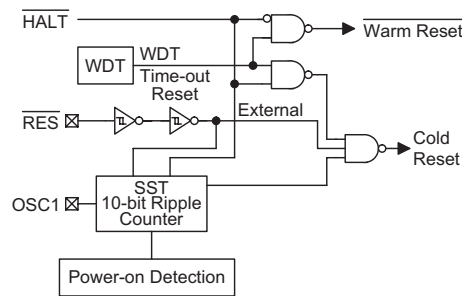 HALT
Warm Reset
WDT
WDT
Time-out
Reset
RES
External
Cold
Reset
OSC1
SST
10-bit Ripple
Counter
Power-on Detection